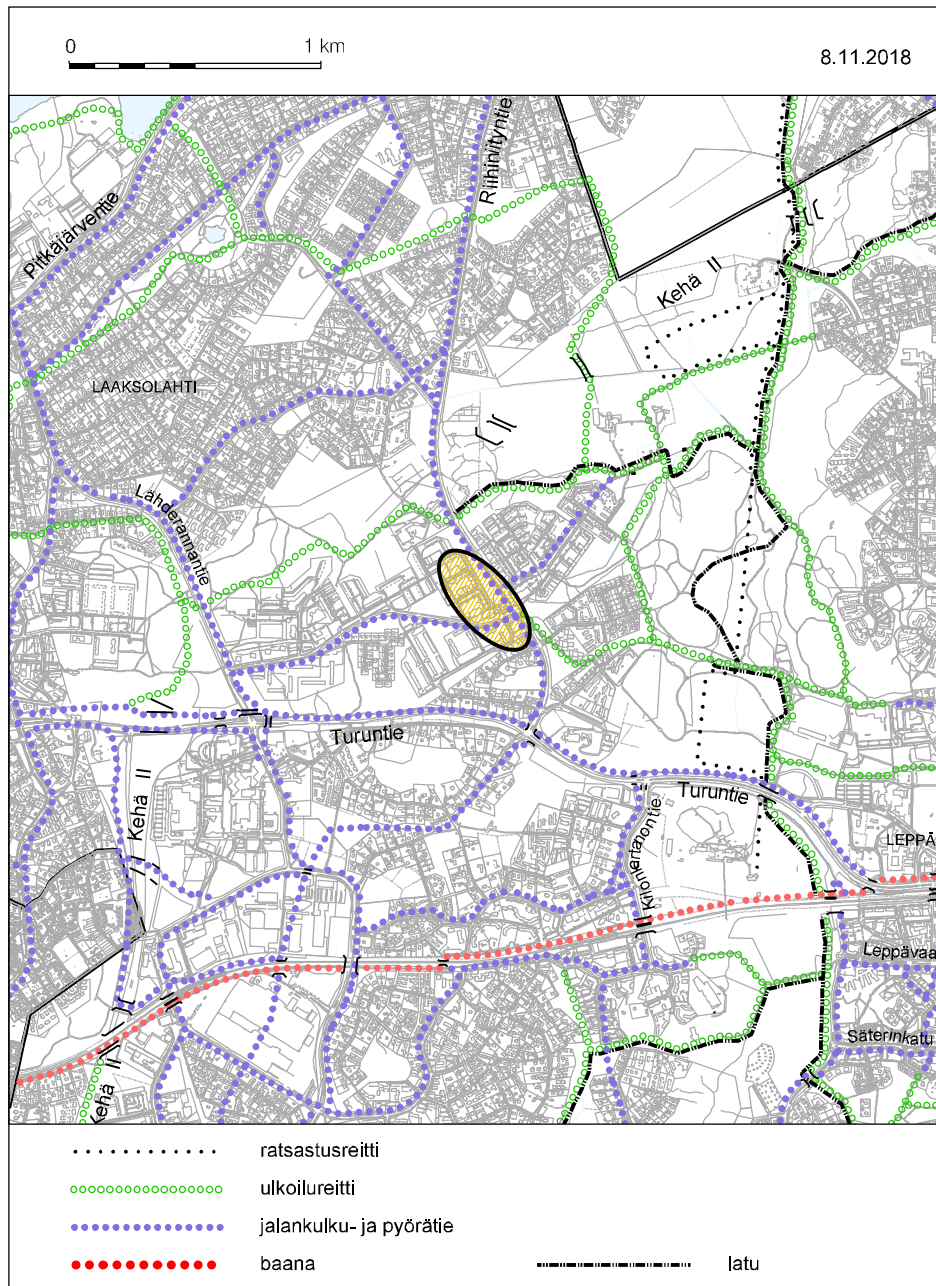 0 1 km
8.11.2018
Riihiniityntie
Pitkäjärventie
Kehä II
LAAKSOLAHTI
Lähderannantie
Turuntie
Kehä II
Turuntie
LEPPÄ
Kilonkartanontie
Leppävaa
Säterinkatu
Kehä II
ratsastusreitti
ulkoilureitti
jalankulku- ja pyörätie
baana
latu